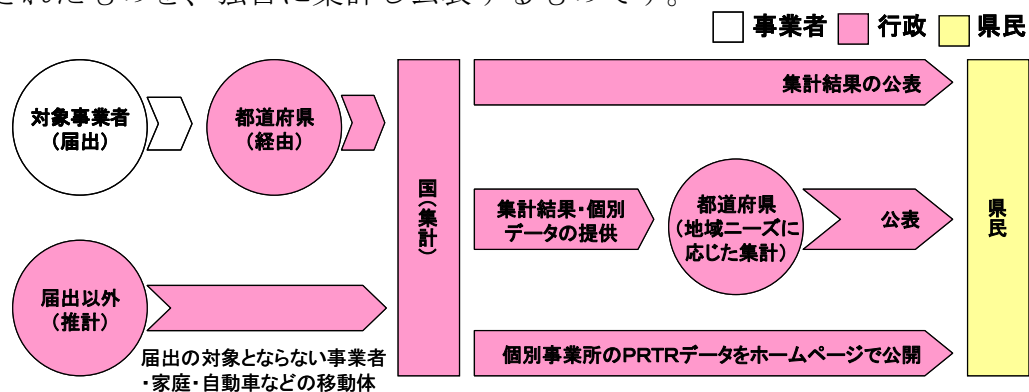 されたものを、独自に集計し公表するものです。
事業者 行政 県民
対象事業者
(届出)
都道府県
(経由)
国(集計)
集計結果の公表
集計結果・個別
データの提供
都道府県
(地域ニーズに
応じた集計)
公表
県民
届出以外
(推計)
届出の対象とならない事業者
・家庭・自動車などの移動体
個別事業所のPRTRデータをホームページで公開